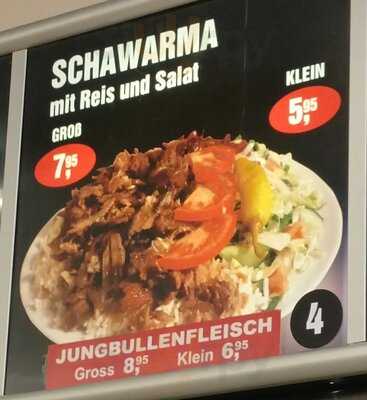 SCHAWARMA
mit Reis und Salat
GROß
7,95
KLEIN
5,95
JUNGBULLENFLEISCH
Gross 8,95 Klein 6,95
4